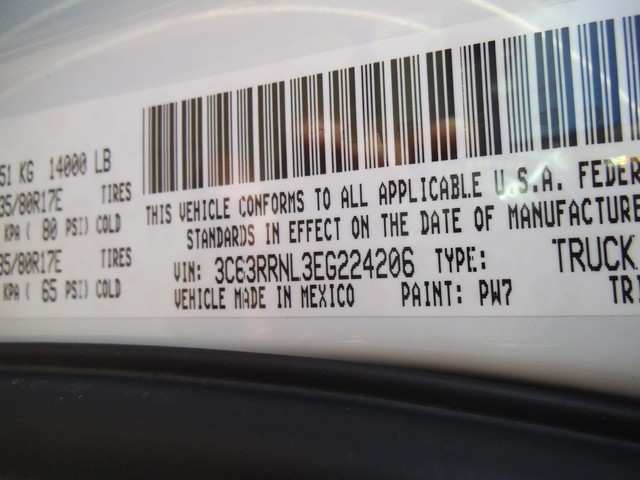 51 KG 14000 LB
35/80R17E TIRES
KPA ( 80 PSI) COLD
35/80R17E TIRES
KPA ( 65 PSI) COLD
THIS VEHICLE CONFORMS TO ALL APPLICABLE U.S.A. FEDER
STANDARDS IN EFFECT ON THE DATE OF MANUFACTURE
VIN: 3C63RRNL3EG224206 TYPE: TRUCK
VEHICLE MADE IN MEXICO PAINT: PW7 TRI